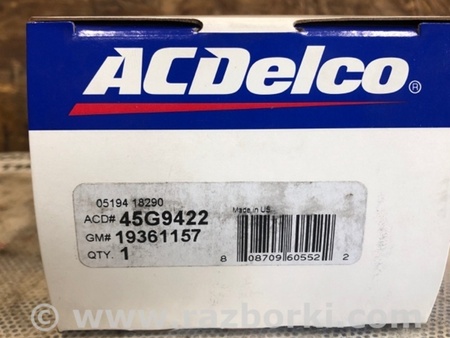 ACDelco®
05194 18290
ACD# 45G9422
Made in US
GM# 19361157
QTY. 1
8 08709 60552 2
© www.razborki.com